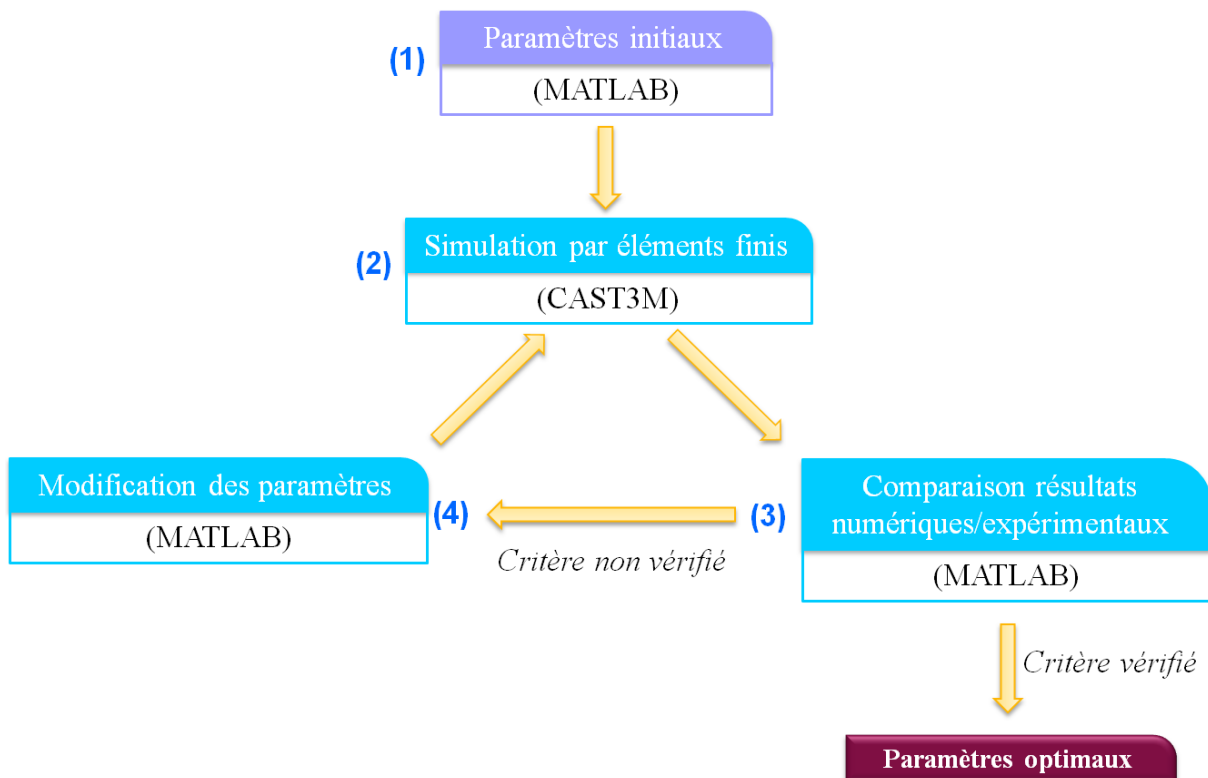 Paramètres initiaux
(1)
(MATLAB)
Simulation par éléments finis
(2)
(CAST3M)
Modification des paramètres
(MATLAB)
(4)
Critère non vérifié
(3)
Comparaison résultats
numériques/expérimentaux
(MATLAB)
Critère vérifié
Paramètres optimaux